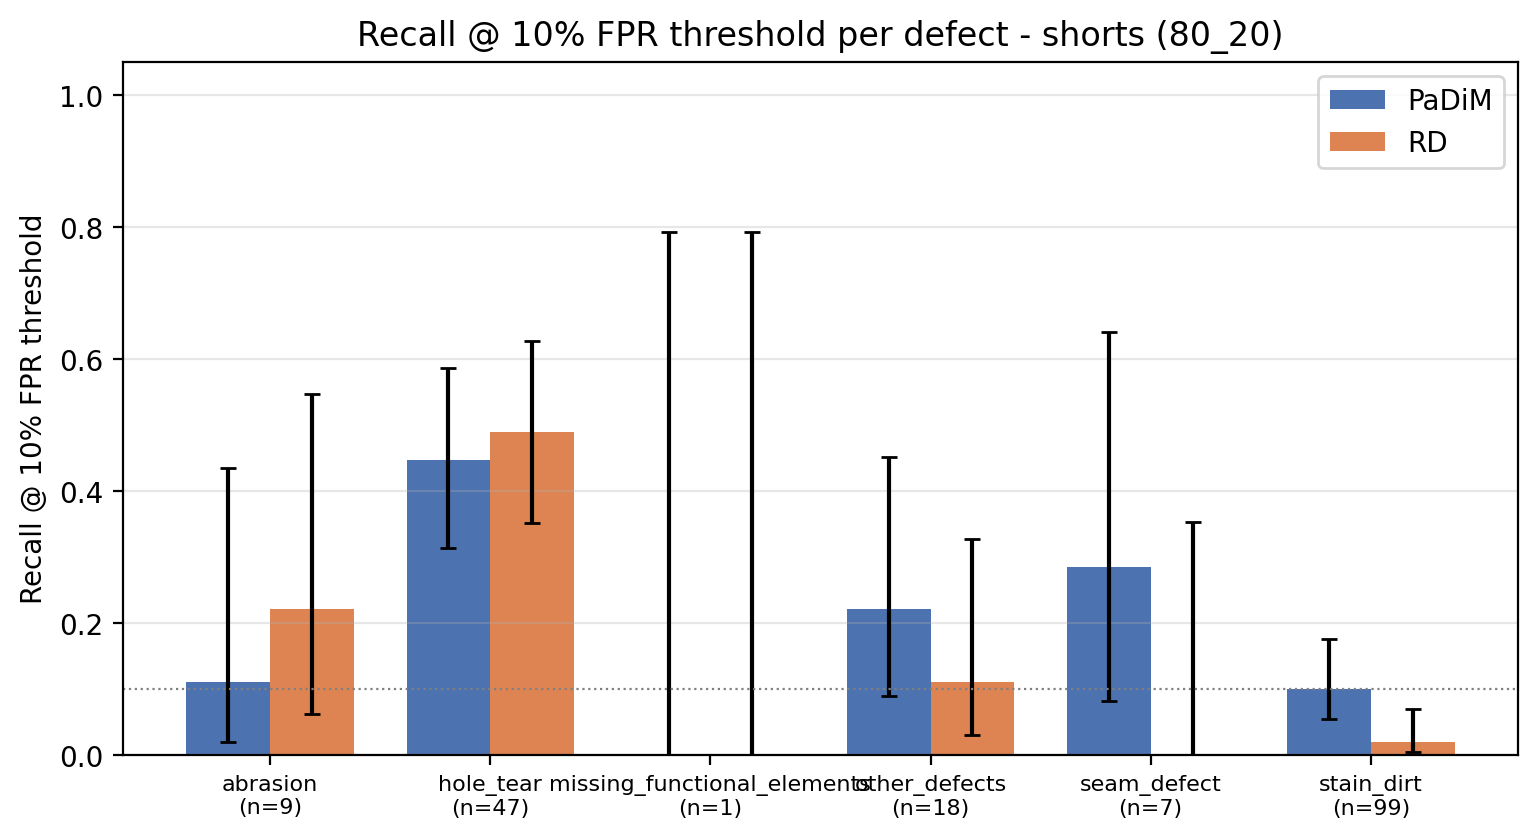 Recall @ 10% FPR threshold per defect - shorts (80_20)
PaDiM
RD
Recall @ 10% FPR threshold
1.0
0.8
0.6
0.4
0.2
0.0
abrasion
(n=9)
hole_tear
(n=47)
missing_functional_elements
(n=1)
other_defects
(n=18)
seam_defect
(n=7)
stain_dirt
(n=99)